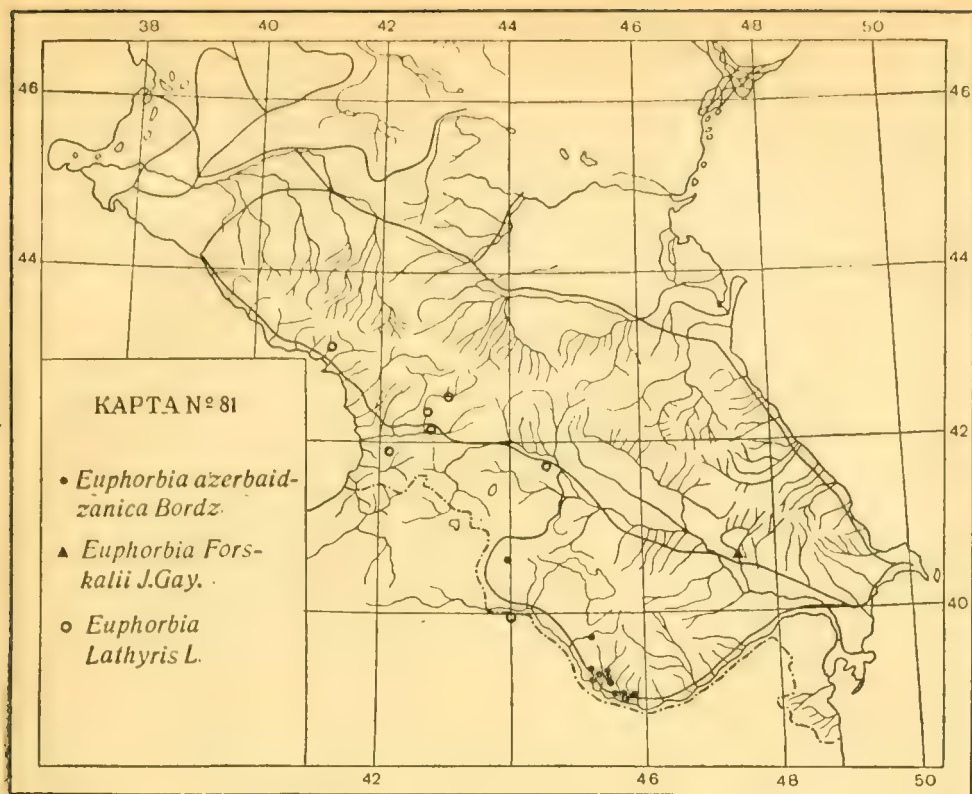 38 40 41 42 44 46 48 50
46 46
44 44
КАРТА № 81
42 42
• Euphorbia azerbaid-
zanica Bordz.
▲ Euphorbia Fors-
kalii J.Gay.
40 40
○ Euphorbia
Lathyris L.
42 44 46 48 50